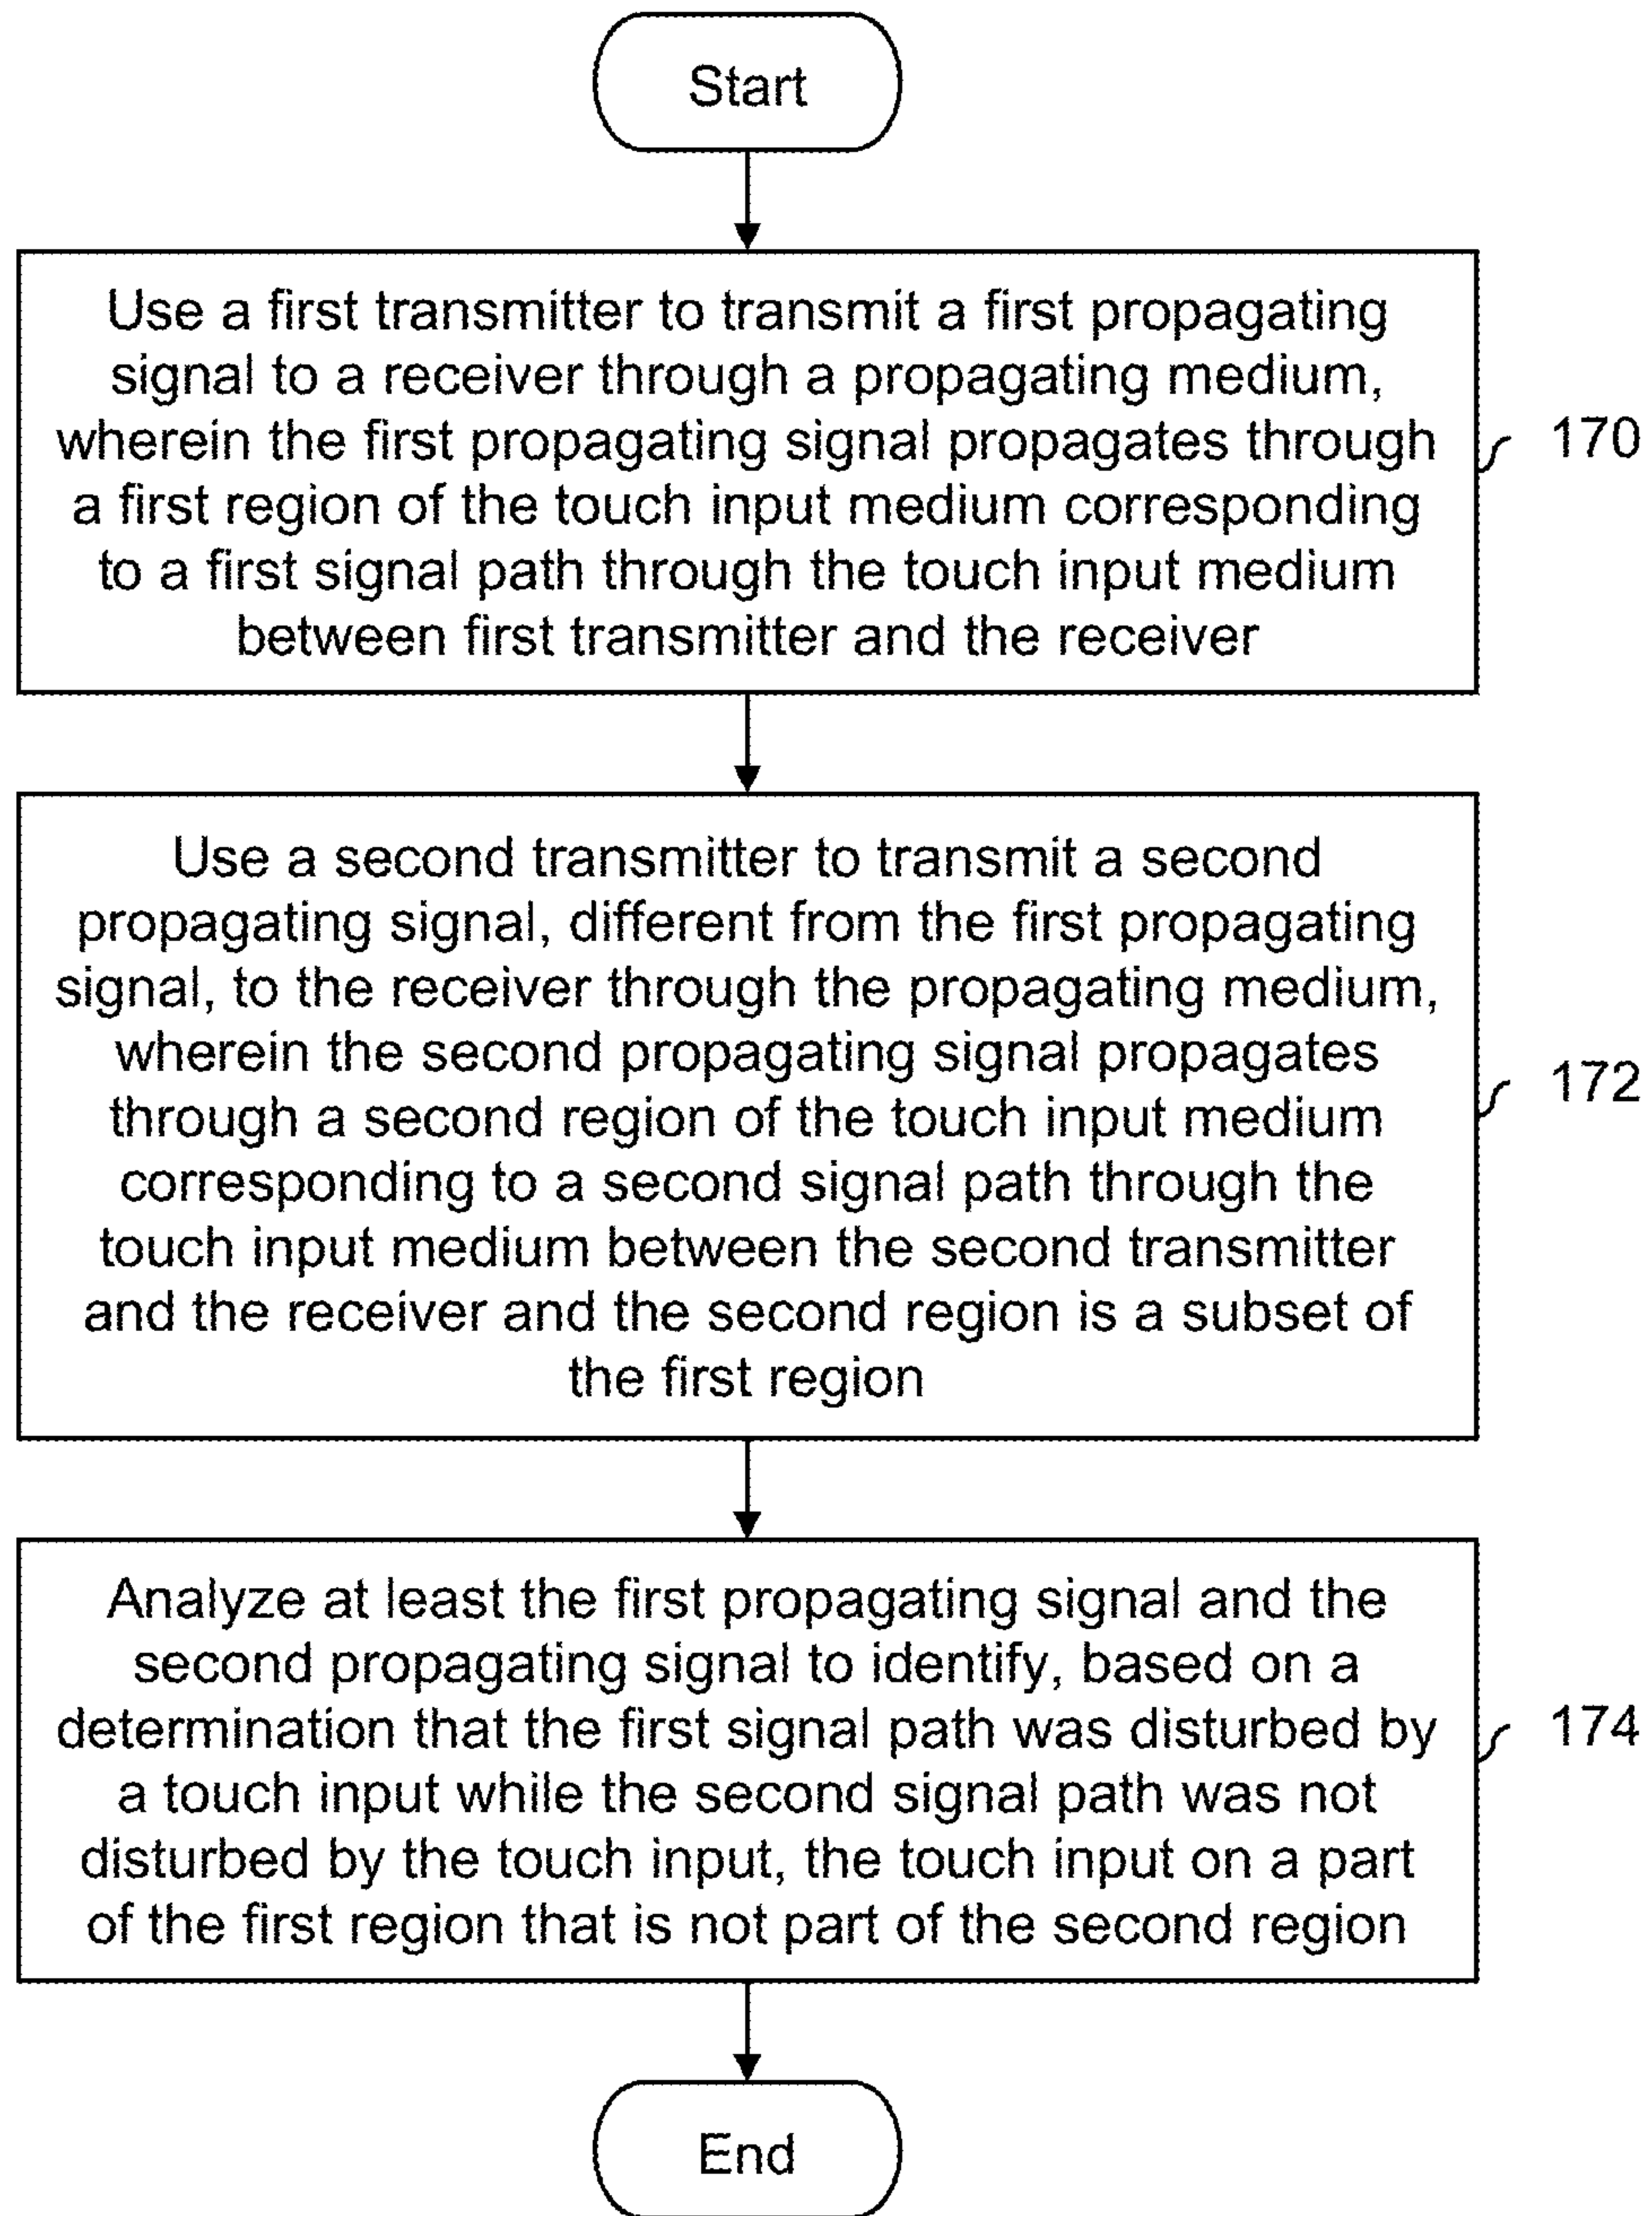 Start
Use a first transmitter to transmit a first propagating
signal to a receiver through a propagating medium,
wherein the first propagating signal propagates through
a first region of the touch input medium corresponding
to a first signal path through the touch input medium
between first transmitter and the receiver
170
Use a second transmitter to transmit a second
propagating signal, different from the first propagating
signal, to the receiver through the propagating medium,
wherein the second propagating signal propagates
through a second region of the touch input medium
corresponding to a second signal path through the
touch input medium between the second transmitter
and the receiver and the second region is a subset of
the first region
172
Analyze at least the first propagating signal and the
second propagating signal to identify, based on a
determination that the first signal path was disturbed by
a touch input while the second signal path was not
disturbed by the touch input, the touch input on a part
of the first region that is not part of the second region
174
End